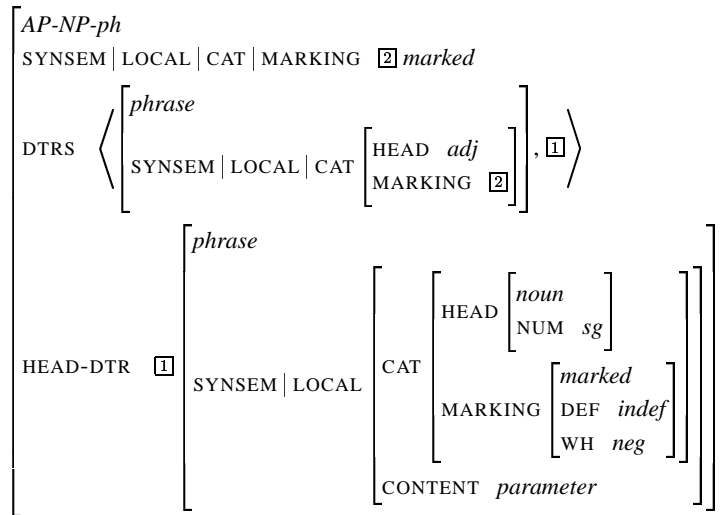 AP-NP-ph
SYNSEM | LOCAL | CAT | MARKING 2 marked
phrase
DTRS ⟨ SYNSEM | LOCAL | CAT HEAD adj , 1 ⟩
MARKING 2
phrase
noun
HEAD NUM sg
CAT
HEAD-DTR 1 SYNSEM | LOCAL
marked
MARKING DEF indef
WH neg
CONTENT parameter